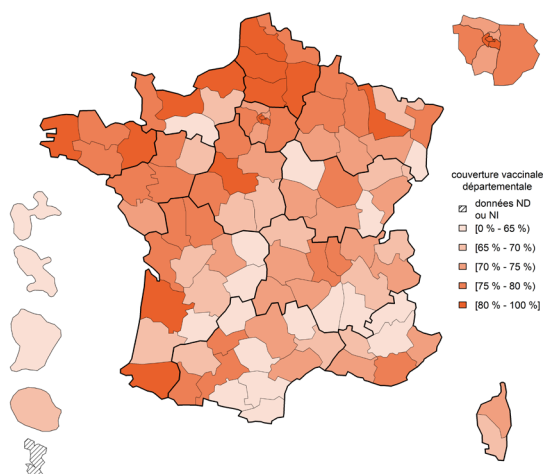 couverture vaccinale
départementale
données ND
ou NI
[0 % - 65 %)
[65 % - 70 %)
[70 % - 75 %)
[75 % - 80 %)
[80 % - 100 %]